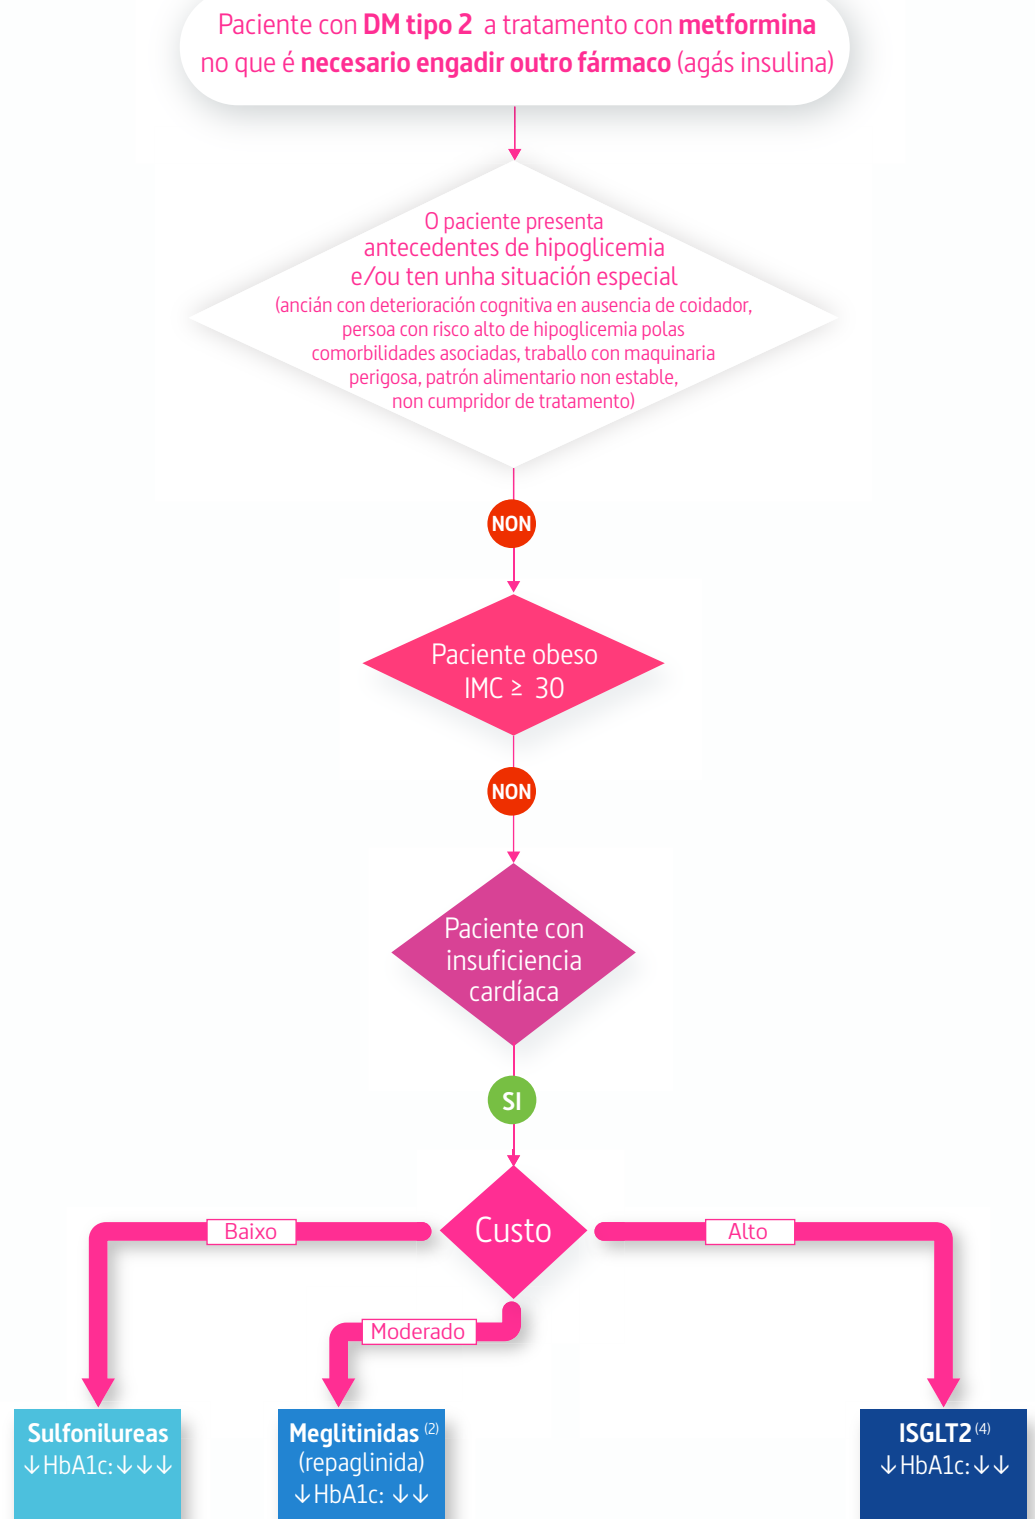 Paciente con DM tipo 2 a tratamento con metformina
no que é necesario engadir outro fármaco (agás insulina)
O paciente presenta
antecedentes de hipoglicemia
e/ou ten unha situación especial
(ancián con deterioración cognitiva en ausencia de coidador,
persoa con risco alto de hipoglicemia polas
comorbilidades asociadas, traballo con maquinaria
perigosa, patrón alimentario non estable,
non cumpridor de tratamento)
NON
Paciente obeso
IMC ≥ 30
NON
Paciente con
insuficiencia
cardíaca
SI
Custo
Baixo
Alto
Moderado
Sulfonilureas
↓HbA1c:↓↓↓
Meglitinidas (2)
(repaglinida)
↓HbA1c: ↓↓
ISGLT2 (4)
↓HbA1c:↓↓